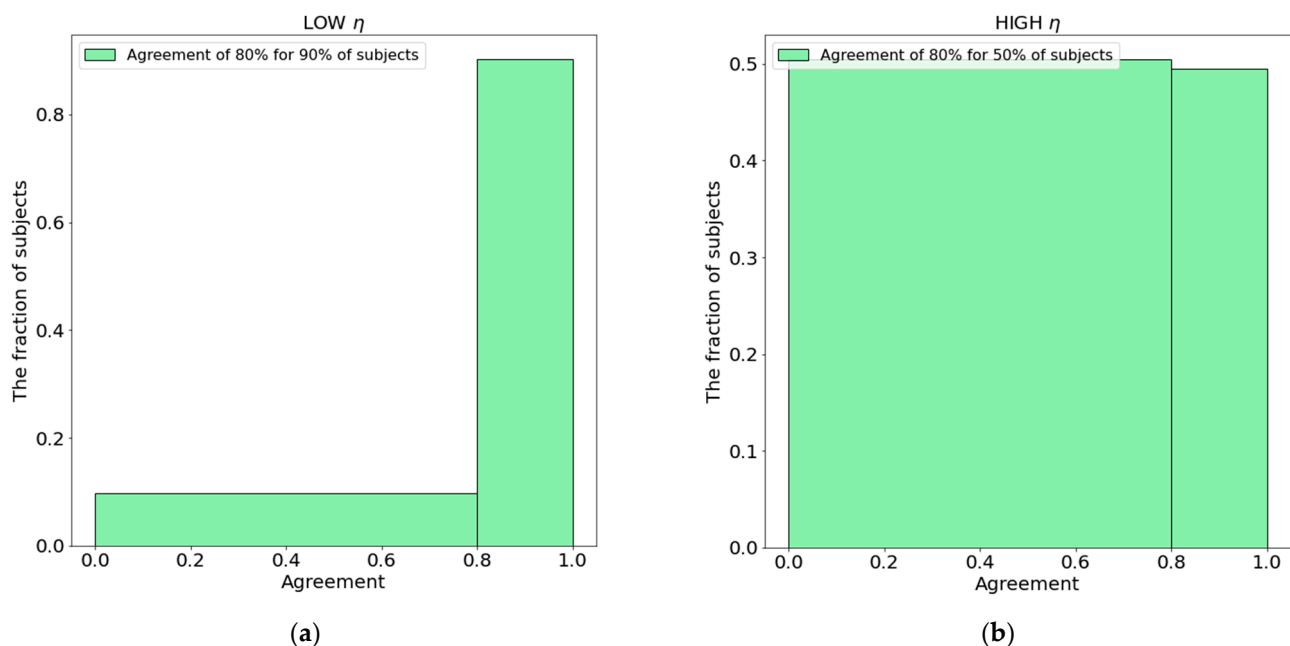 LOW η
Agreement of 80% for 90% of subjects
The fraction of subjects
0.8
0.6
0.4
0.2
0.0
0.0 0.2 0.4 0.6 0.8 1.0
Agreement
(a)
HIGH η
Agreement of 80% for 50% of subjects
The fraction of subjects
0.5
0.4
0.3
0.2
0.1
0.0
0.0 0.2 0.4 0.6 0.8 1.0
Agreement
(b)